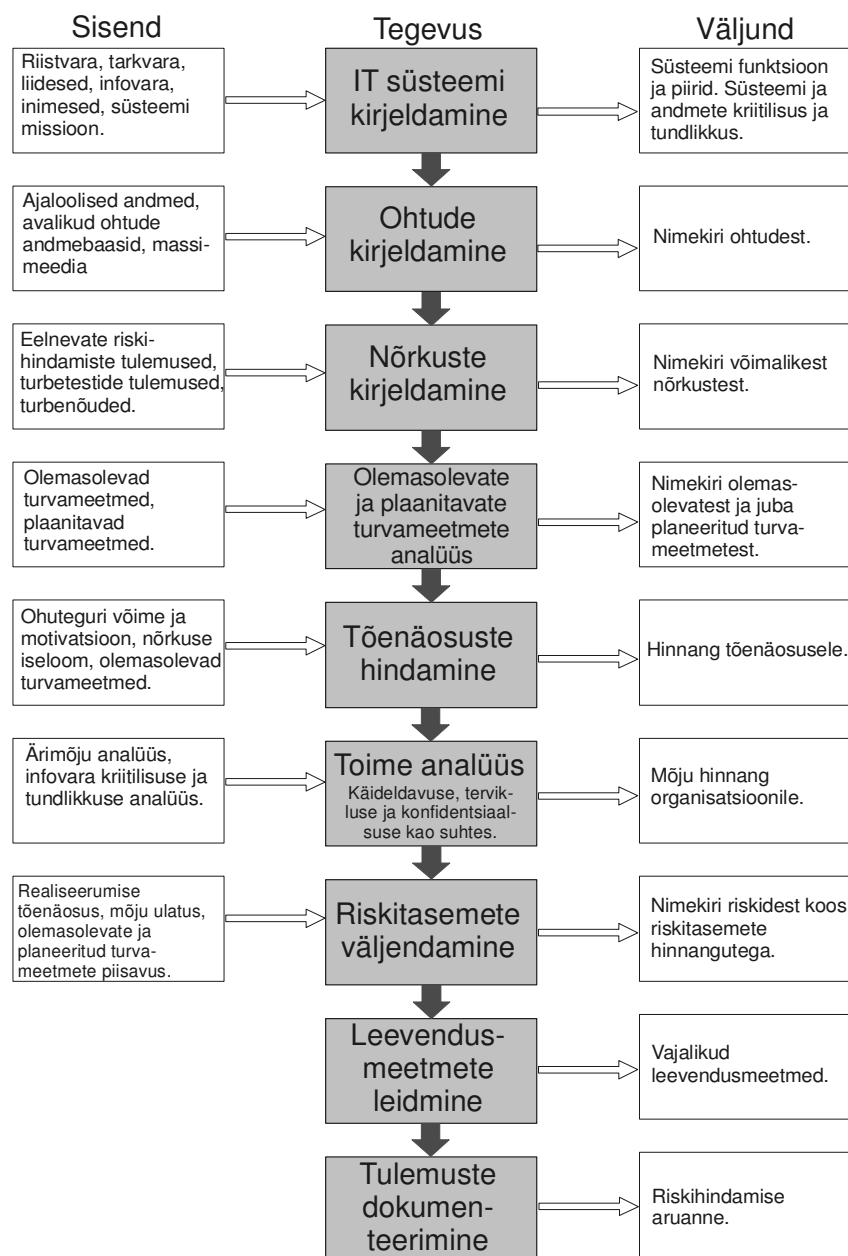 Sisend
Tegevus
Väljund
Riistvara, tarkvara,
liidesed, infovara,
inimesed, süsteemi
missioon.
IT süsteemi
kirjeldamine
Süsteemi funktsioon
ja piirid. Süsteemi ja
andmete kriitilisus ja
tundlikkus.
Ajaloolised andmed,
avalikud ohtude
andmebaasid, massi-
meedia
Ohtude
kirjeldamine
Nimekiri ohtudest.
Eelnevate riski-
hindamiste tulemused,
turbetestide tulemused,
turbenõuded.
Nõrkuste
kirjeldamine
Nimekiri võimalikest
nõrkustest.
Olemasolevad
turvameetmed,
plaanitavad
turvameetmed.
Olemasolevate
ja plaanitavate
turvameetmete
analüüs
Nimekiri olemas-
olevatest ja juba
planeeritud turva-
meetmetest.
Ohuteguri võime ja
motivatsioon, nõrkuse
iseloom, olemasolevad
turvameetmed.
Tõenäosuste
hindamine
Hinnang tõenäosusele.
Ärimõju analüüs,
infovara kriitilisuse ja
tundlikkuse analüüs.
Toime analüüs
Käideldavuse, tervik-
luse ja konfidentsiaal-
suse kao suhtes.
Mõju hinnang
organisatsioonile.
Realiseerumise
tõenäosus, mõju ulatus,
olemasolevate ja
planeeritud turva-
meetmete piisavus.
Riskitasemete
väljendamine
Nimekiri riskidest koos
riskitasemete
hinnangutega.
Leevendus-
meetmete
leidmine
Vajalikud
leevendusmeetmed.
Tulemuste
dokumen-
teerimine
Riskihindamise
aruanne.